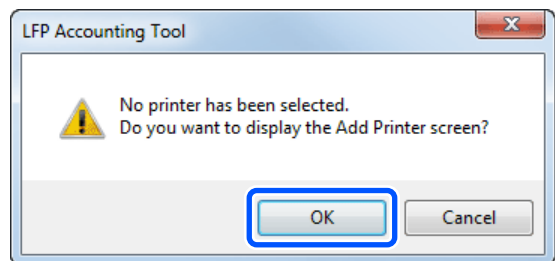 LFP Accounting Tool
No printer has been selected.
Do you want to display the Add Printer screen?
OK
Cancel